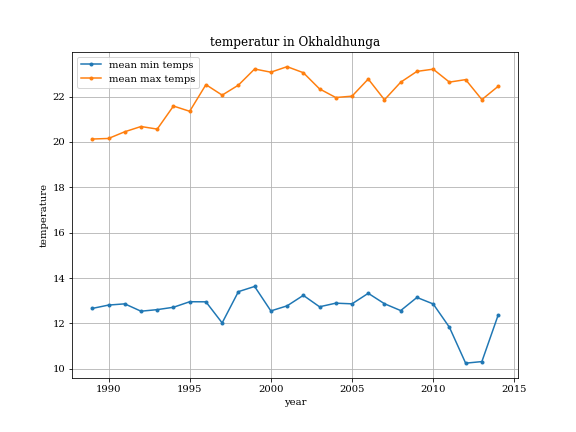 temperatur in Okhaldhunga
mean min temps
mean max temps
temperature
22
20
18
16
14
12
10
1990 1995 2000 2005 2010 2015
year